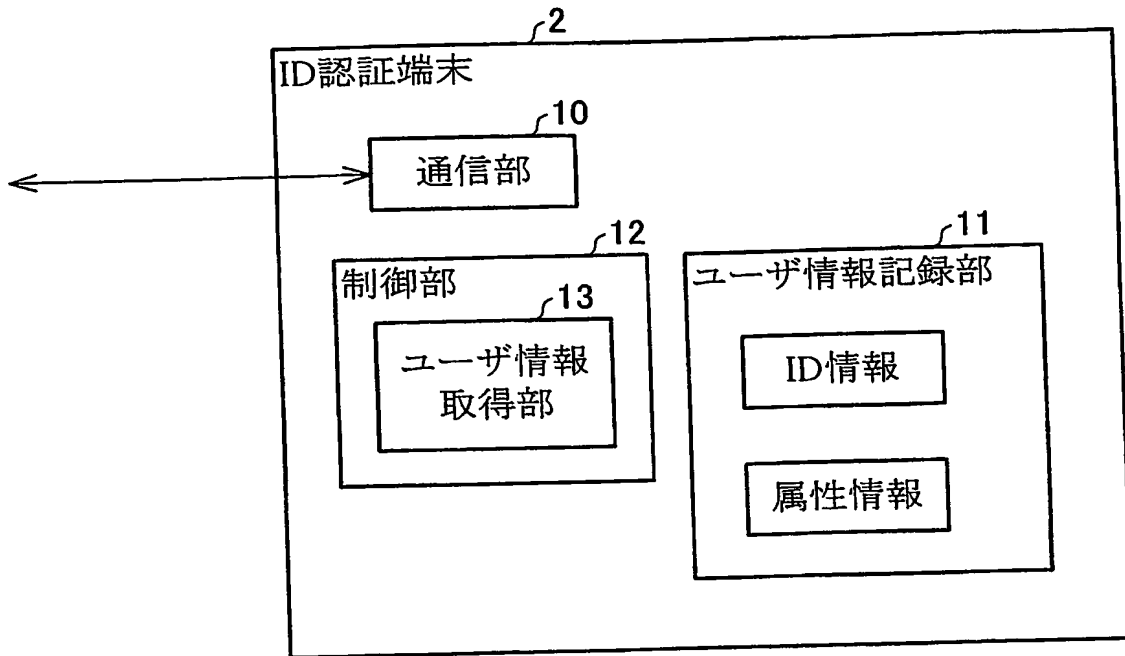 2
ID認証端末
10
通信部
12
制御部
13
ユーザ情報
取得部
11
ユーザ情報記録部
ID情報
属性情報